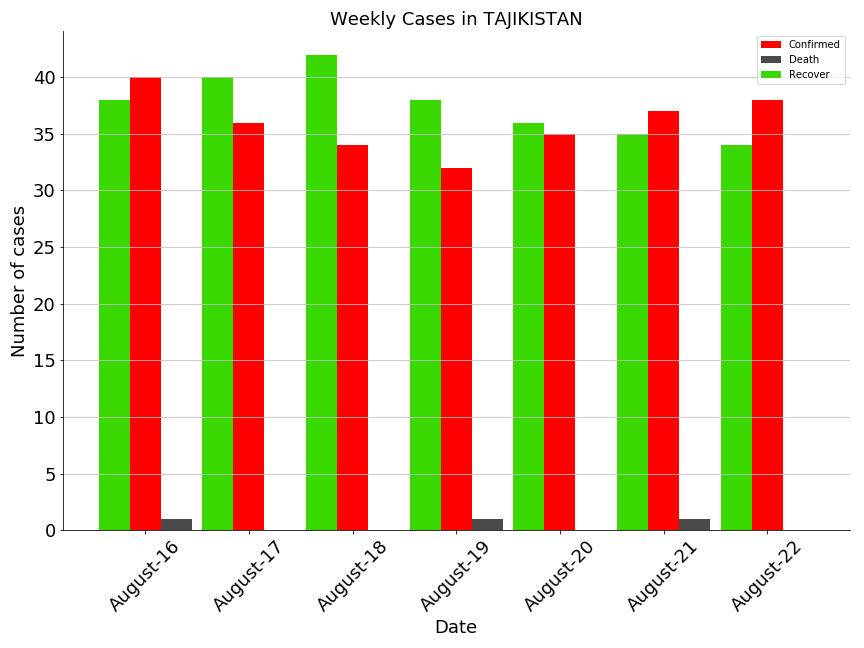 Weekly Cases in TAJIKISTAN
Confirmed
Death
Recover
Number of cases
40
35
30
25
20
15
10
5
0
August-16
August-17
August-18
August-19
August-20
August-21
August-22
Date